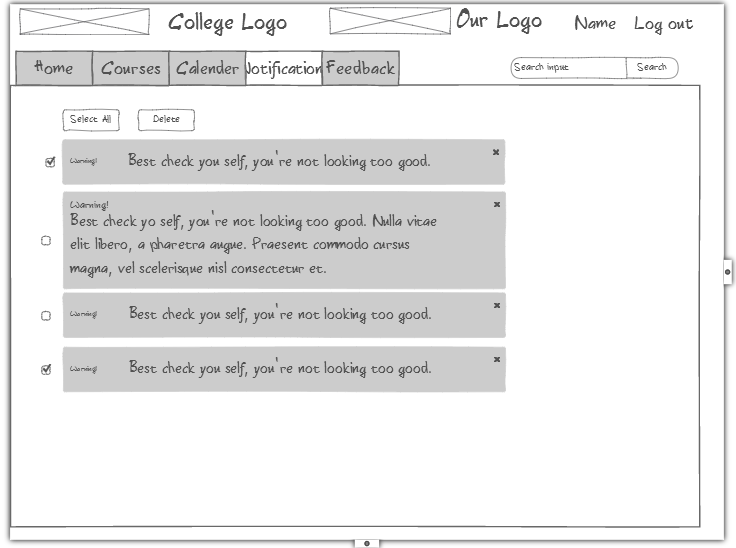 College Logo
Our Logo
Name
Log out
Home
Courses
Calender
Notification
Feedback
Search input
Search
Select All
Delete
Warning!
Best check you self, you're not looking too good.
Warning!
Best check yo self, you're not looking too good. Nulla vitae
elit libero, a pharetra augue. Praesent commodo cursus
magna, vel scelerisque nisl consectetur et.
Warning!
Best check you self, you're not looking too good.
Warning!
Best check you self, you're not looking too good.